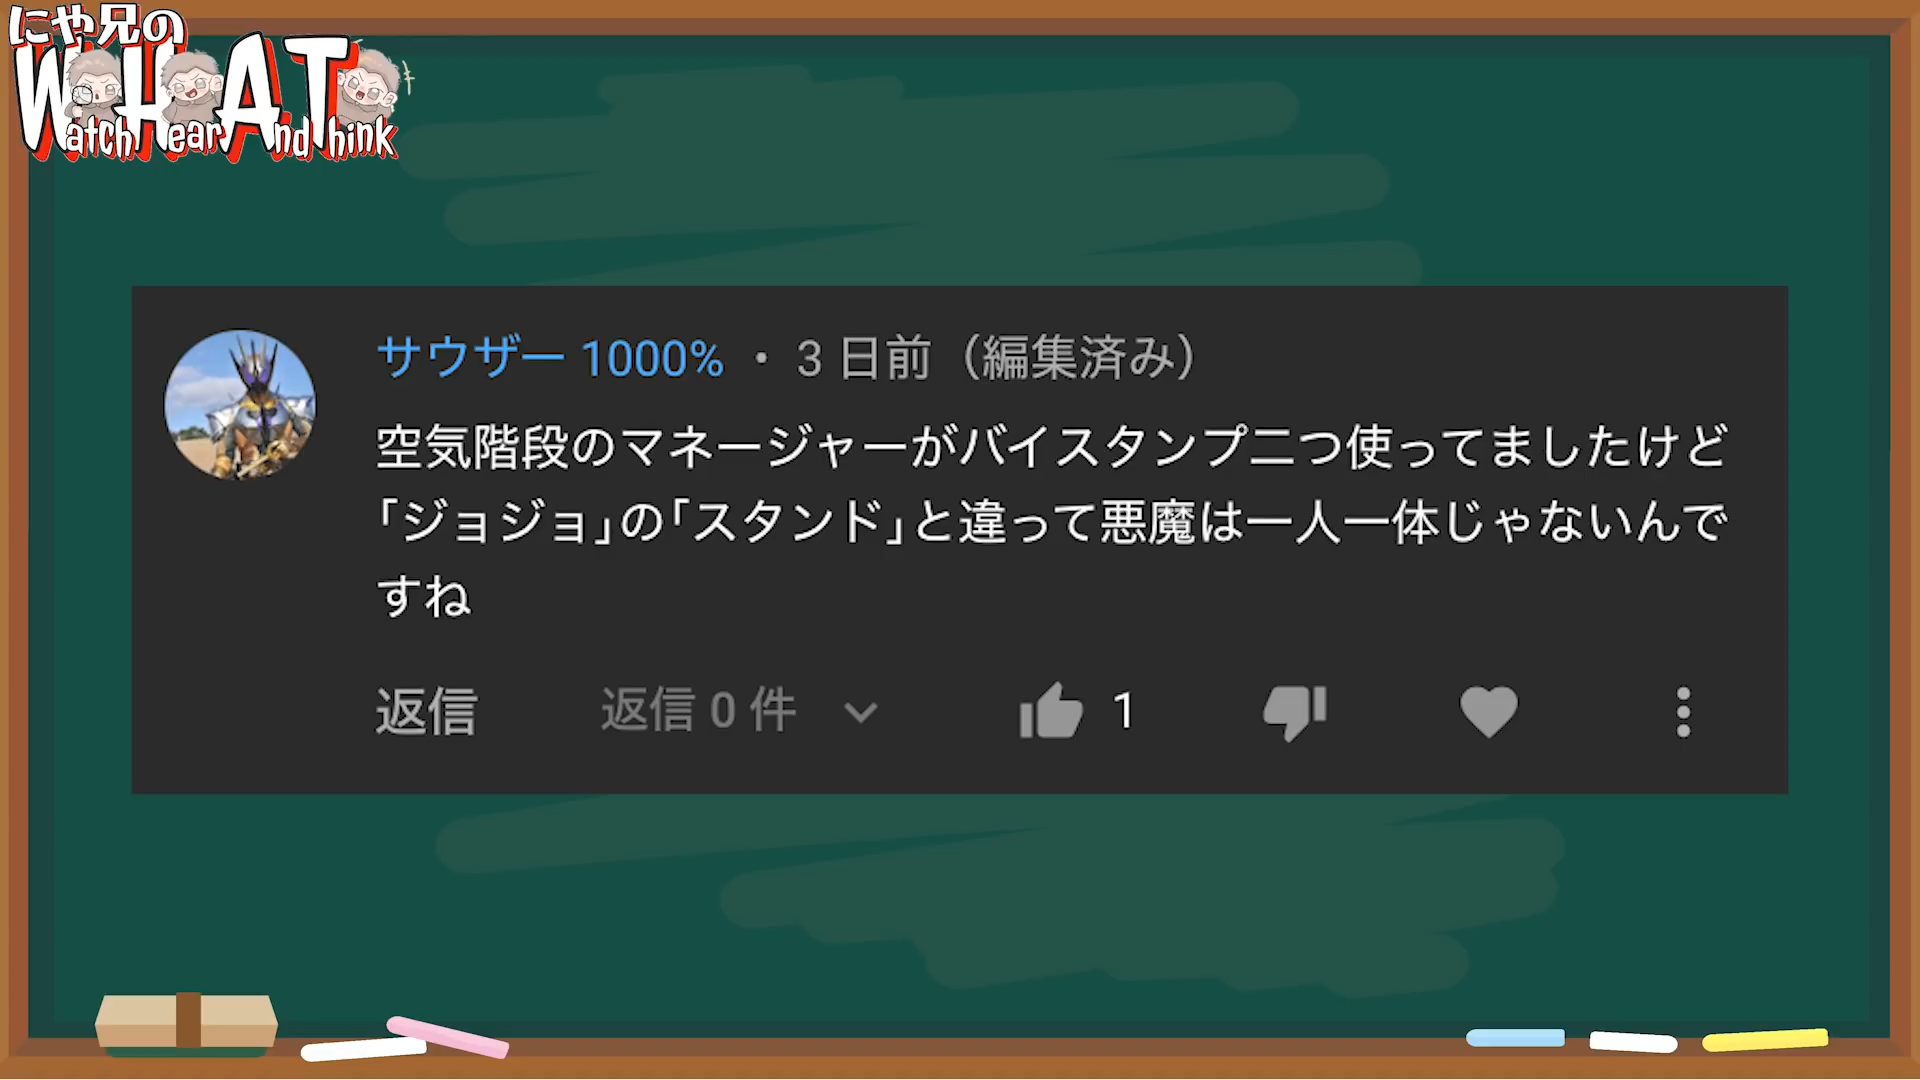 にや兄の
WHAT
Watch Hear And Think
サウザー 1000% ・ 3 日前（編集済み）
空気階段のマネージャーがバイスタンプ二つ使ってましたけど
｢ジョジョ｣の｢スタンド｣と違って悪魔は一人一体じゃないんで
すね
返信 返信 0 件 1